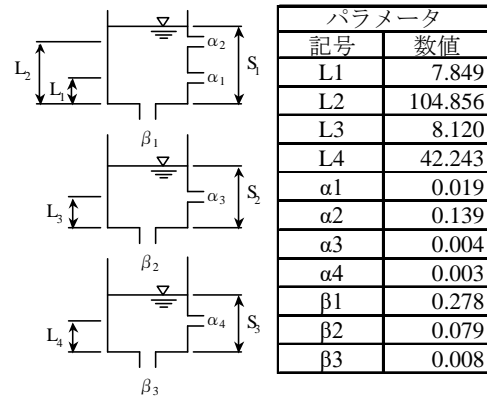 L2
L1
α2
α1
S1
β1
L3
α3
S2
β2
L4
α4
S3
β3
パラメータ
記号 数値
L1 7.849
L2 104.856
L3 8.120
L4 42.243
α1 0.019
α2 0.139
α3 0.004
α4 0.003
β1 0.278
β2 0.079
β3 0.008